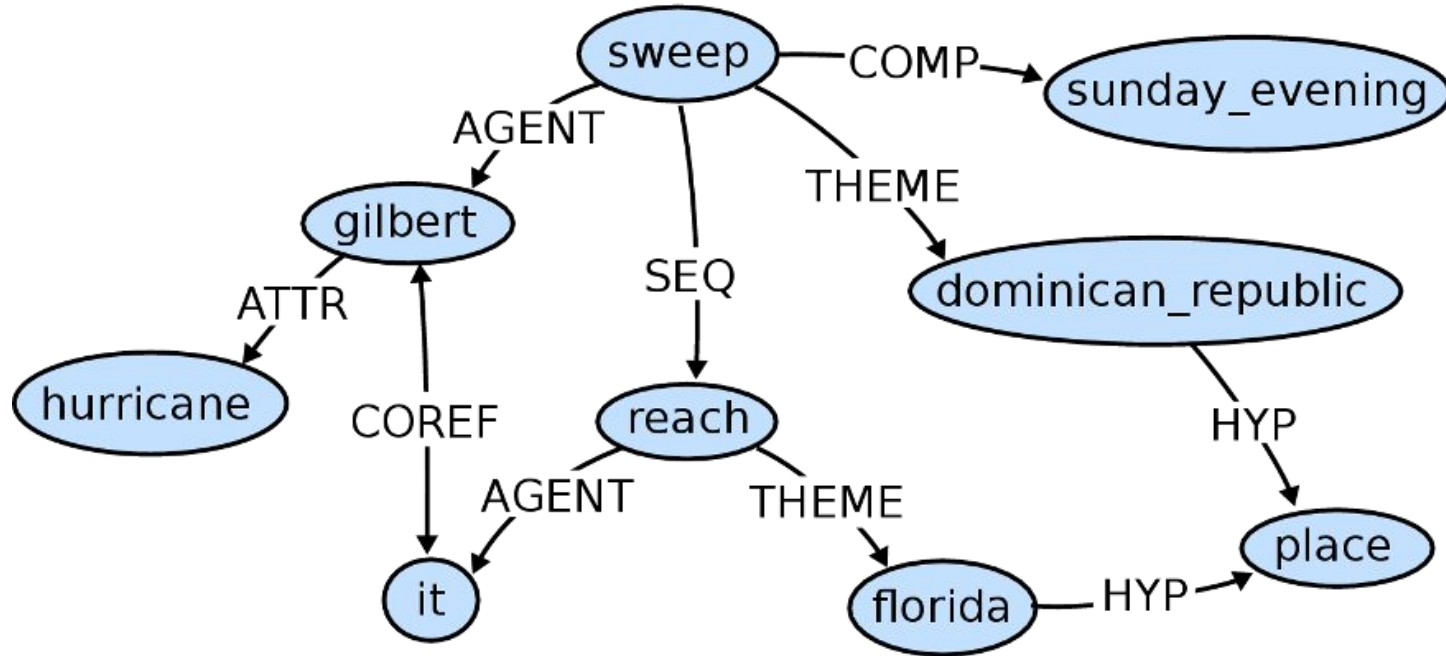 sweep
COMP
sunday_evening
AGENT
THEME
gilbert
SEQ
dominican_republic
ATTR
hurricane
COREF
reach
HYP
AGENT
THEME
place
it
florida
HYP